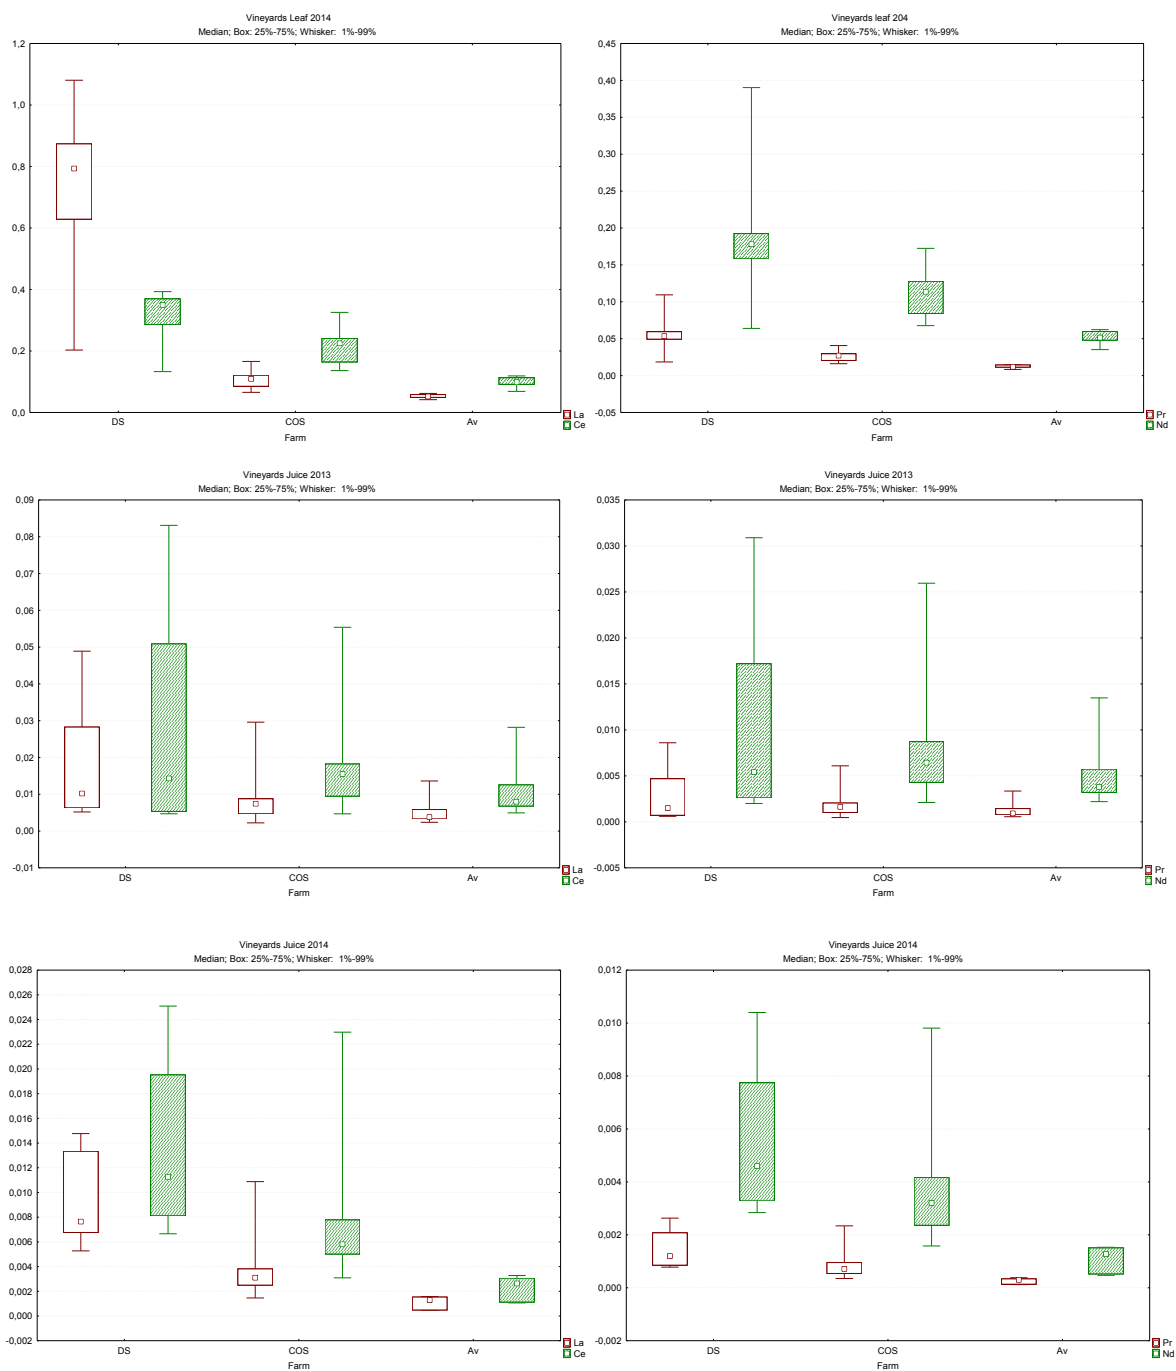 Vineyards Leaf 2014
Median; Box: 25%-75%; Whisker: 1%-99%
1,2
1,0
0,8
0,6
0,4
0,2
0,0
DS COS Av
Farm
La
Ce
Vineyards leaf 204
Median; Box: 25%-75%; Whisker: 1%-99%
0,45
0,40
0,35
0,30
0,25
0,20
0,15
0,10
0,05
0,00
-0,05
DS COS Av
Farm
Pr
Nd
Vineyards Juice 2013
Median; Box: 25%-75%; Whisker: 1%-99%
0,09
0,08
0,07
0,06
0,05
0,04
0,03
0,02
0,01
0,00
-0,01
DS COS Av
Farm
La
Ce
Vineyards Juice 2013
Median; Box: 25%-75%; Whisker: 1%-99%
0,035
0,030
0,025
0,020
0,015
0,010
0,005
0,000
-0,005
DS COS Av
Farm
Pr
Nd
Vineyards Juice 2014
Median; Box: 25%-75%; Whisker: 1%-99%
0,028
0,026
0,024
0,022
0,020
0,018
0,016
0,014
0,012
0,010
0,008
0,006
0,004
0,002
0,000
-0,002
DS COS Av
Farm
La
Ce
Vineyards Juice 2014
Median; Box: 25%-75%; Whisker: 1%-99%
0,012
0,010
0,008
0,006
0,004
0,002
0,000
-0,002
DS COS Av
Farm
Pr
Nd